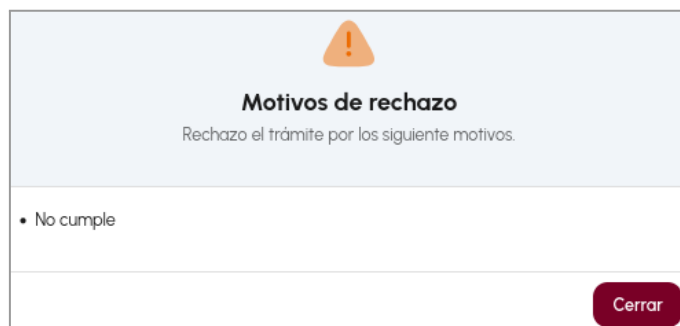 Motivos de rechazo
Rechazo el trámite por los siguiente motivos.
• No cumple
Cerrar